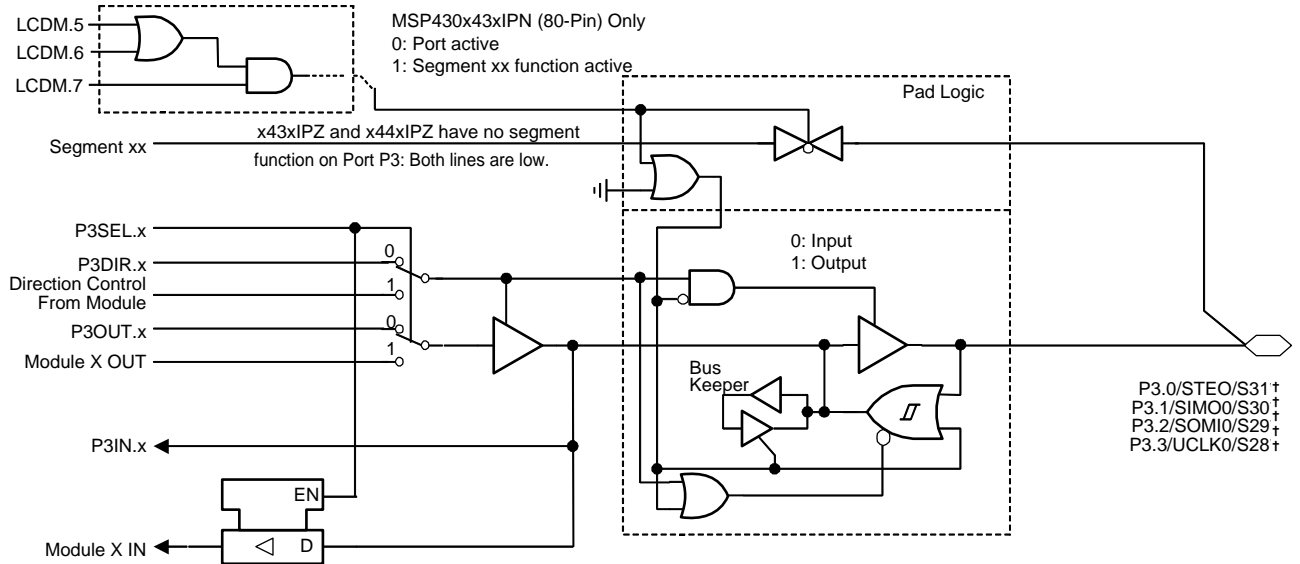 LCDM.5
LCDM.6
LCDM.7
MSP430x43xIPN (80-Pin) Only
0: Port active
1: Segment xx function active
Pad Logic
Segment xx
x43xIPZ and x44xIPZ have no segment
function on Port P3: Both lines are low.
P3SEL.x
P3DIR.x
Direction Control
From Module
P3OUT.x
Module X OUT
0
1
0
1
0: Input
1: Output
Bus
Keeper
P3IN.x
EN
D
Module X IN
P3.0/STEO/S31†
P3.1/SIMO0/S30†
P3.2/SOMI0/S29†
P3.3/UCLK0/S28†